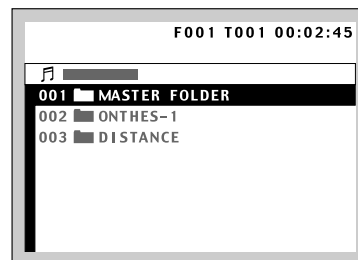 F001 T001 00:02:45
001 MASTER FOLDER
002 ONTHES-1
003 DISTANCE